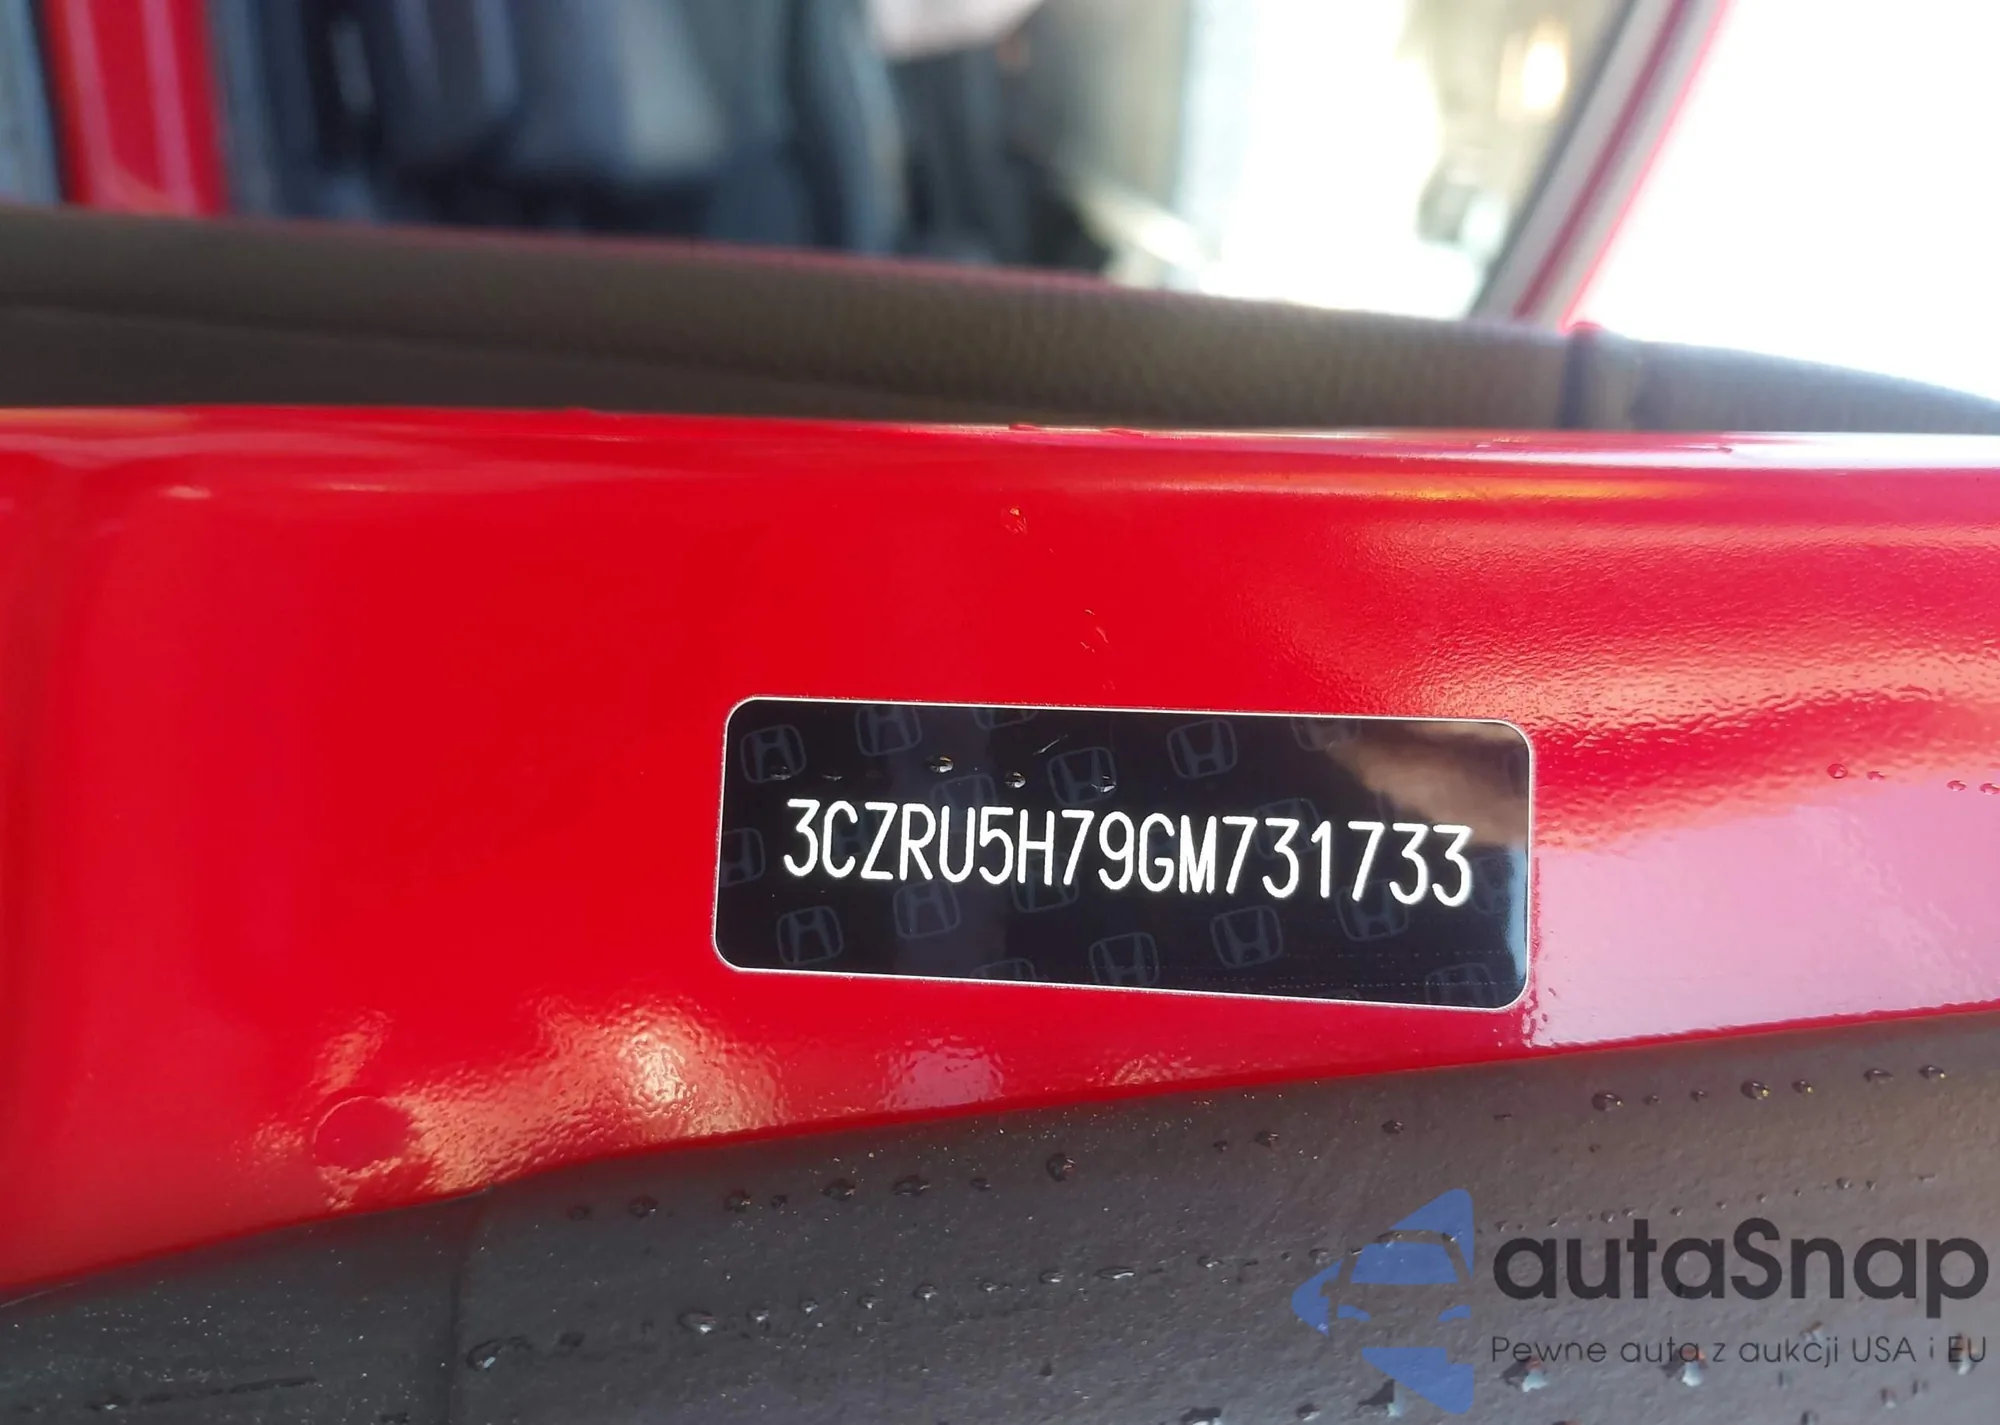 3CZRU5H79GM731733
autaSnap
Pewne auta z aukcji USA i EU